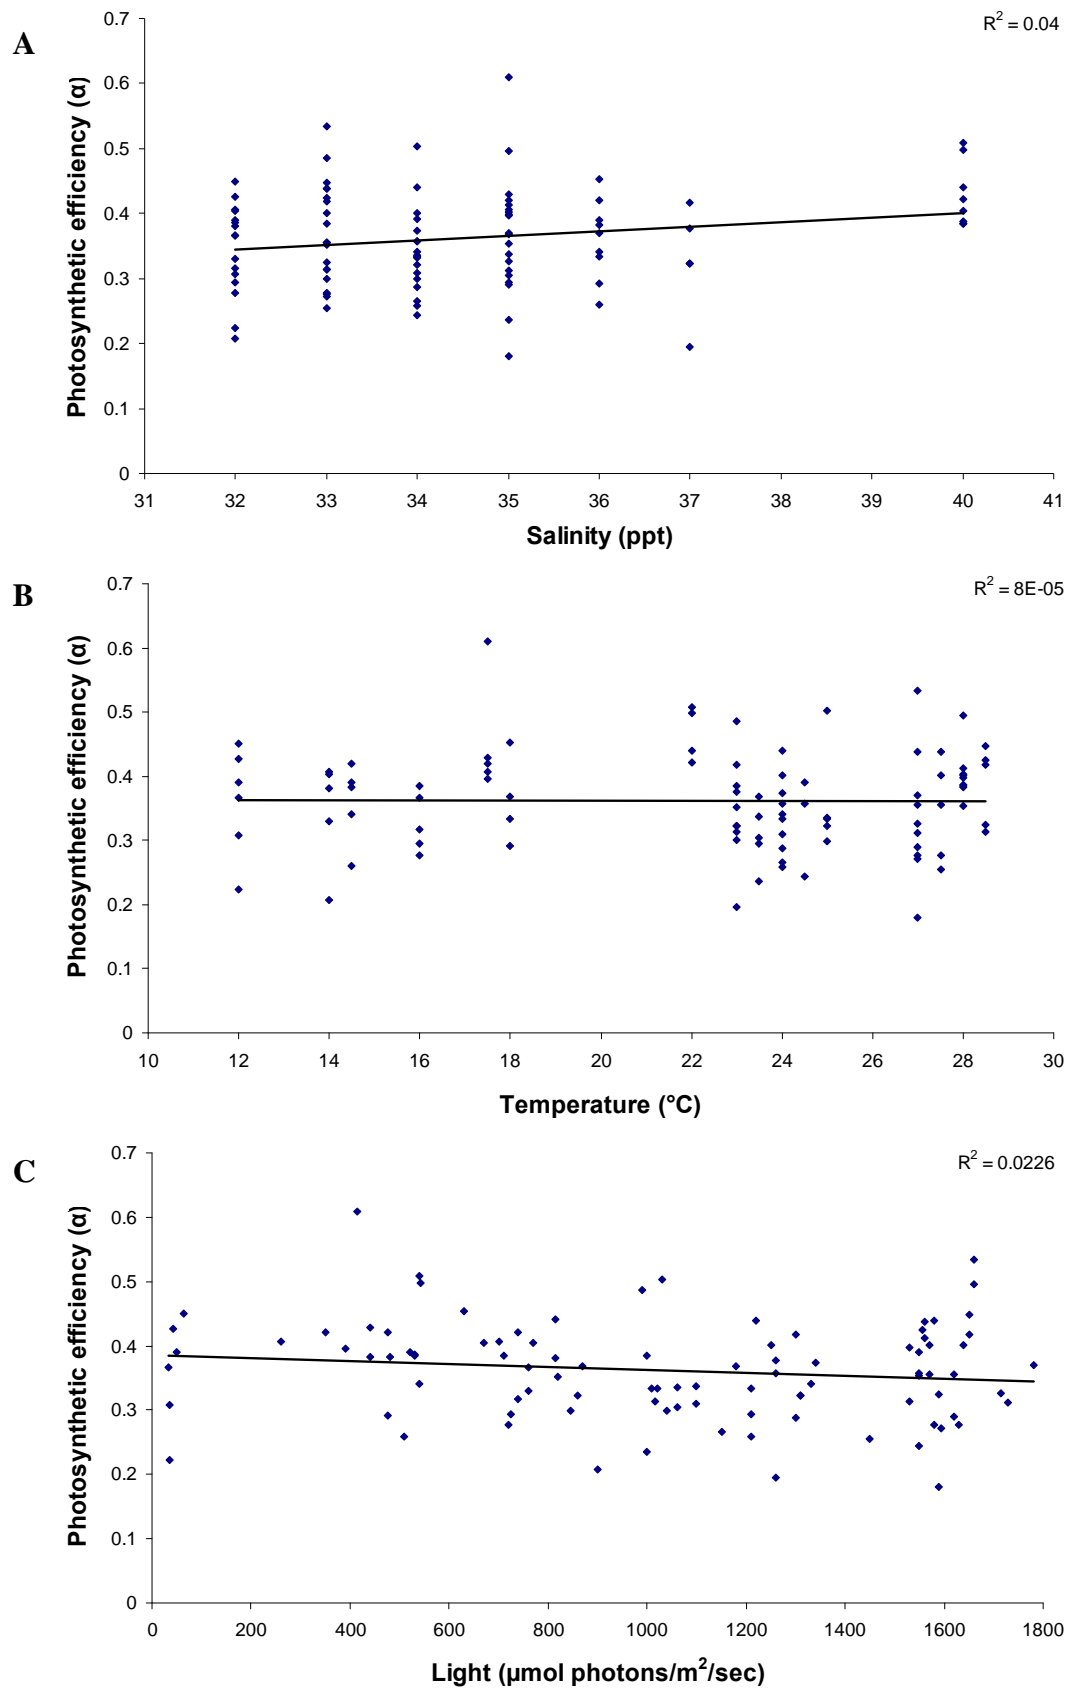 A
R² = 0.04
Photosynthetic efficiency (α)
0.7
0.6
0.5
0.4
0.3
0.2
0.1
0
31 32 33 34 35 36 37 38 39 40 41
Salinity (ppt)
B
R² = 8E-05
Photosynthetic efficiency (α)
0.7
0.6
0.5
0.4
0.3
0.2
0.1
0
10 12 14 16 18 20 22 24 26 28 30
Temperature (°C)
C
R² = 0.0226
Photosynthetic efficiency (α)
0.7
0.6
0.5
0.4
0.3
0.2
0.1
0
0 200 400 600 800 1000 1200 1400 1600 1800
Light (µmol photons/m²/sec)